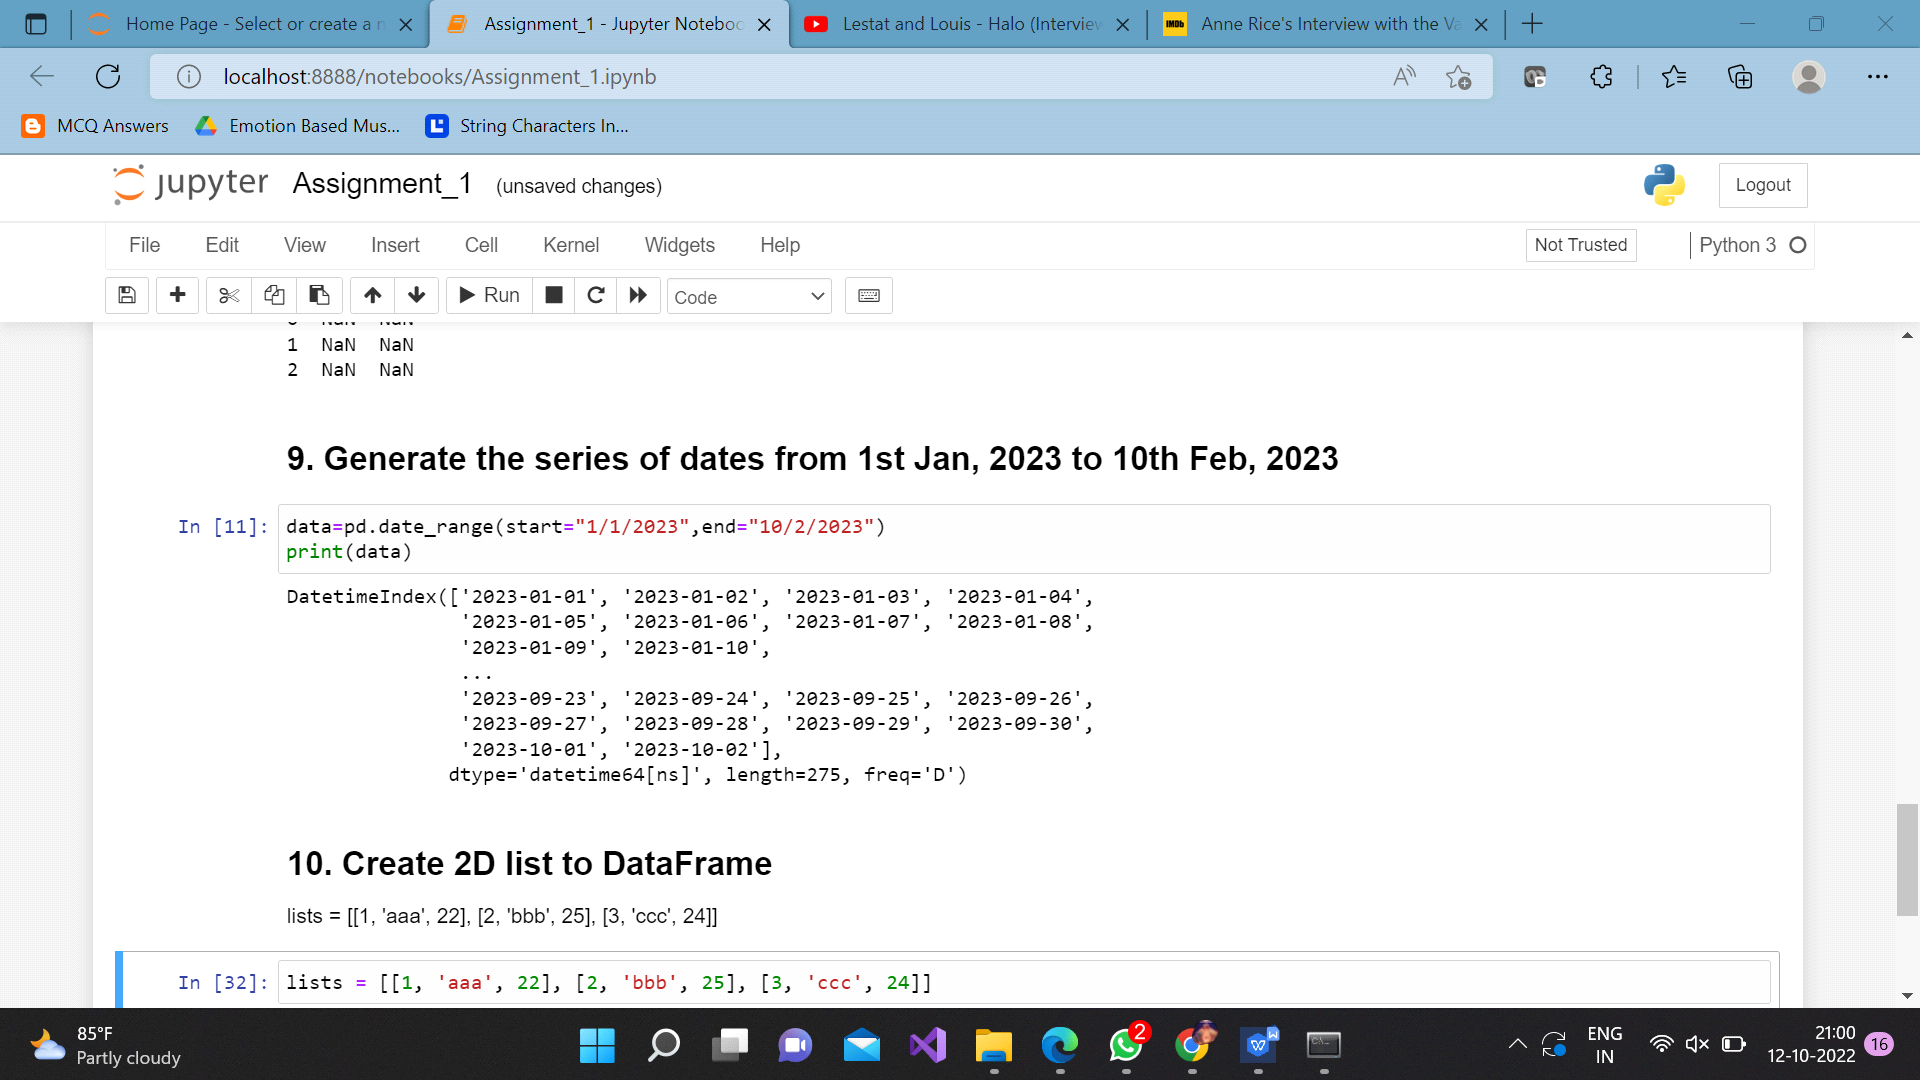 Home Page - Select or create a n
Assignment_1 - Jupyter Noteboo
Lestat and Louis - Halo (Interview
IMDb
Anne Rice's Interview with the Va
localhost:8888/notebooks/Assignment_1.ipynb
MCQ Answers
Emotion Based Mus...
String Characters In...
jupyter
Assignment_1
(unsaved changes)
Logout
File Edit View Insert Cell Kernel Widgets Help
Not Trusted
Python 3
Run
Code
0 NaN NaN
1 NaN NaN
2 NaN NaN
9. Generate the series of dates from 1st Jan, 2023 to 10th Feb, 2023
In [11]: data=pd.date_range(start="1/1/2023",end="10/2/2023")
print(data)
DatetimeIndex(['2023-01-01', '2023-01-02', '2023-01-03', '2023-01-04',
'2023-01-05', '2023-01-06', '2023-01-07', '2023-01-08',
'2023-01-09', '2023-01-10',
...
'2023-09-23', '2023-09-24', '2023-09-25', '2023-09-26',
'2023-09-27', '2023-09-28', '2023-09-29', '2023-09-30',
'2023-10-01', '2023-10-02'],
dtype='datetime64[ns]', length=275, freq='D')
10. Create 2D list to DataFrame
lists = [[1, 'aaa', 22], [2, 'bbb', 25], [3, 'ccc', 24]]
In [32]: lists = [[1, 'aaa', 22], [2, 'bbb', 25], [3, 'ccc', 24]]
85°F
Partly cloudy
2
ENG
IN
21:00
12-10-2022
16